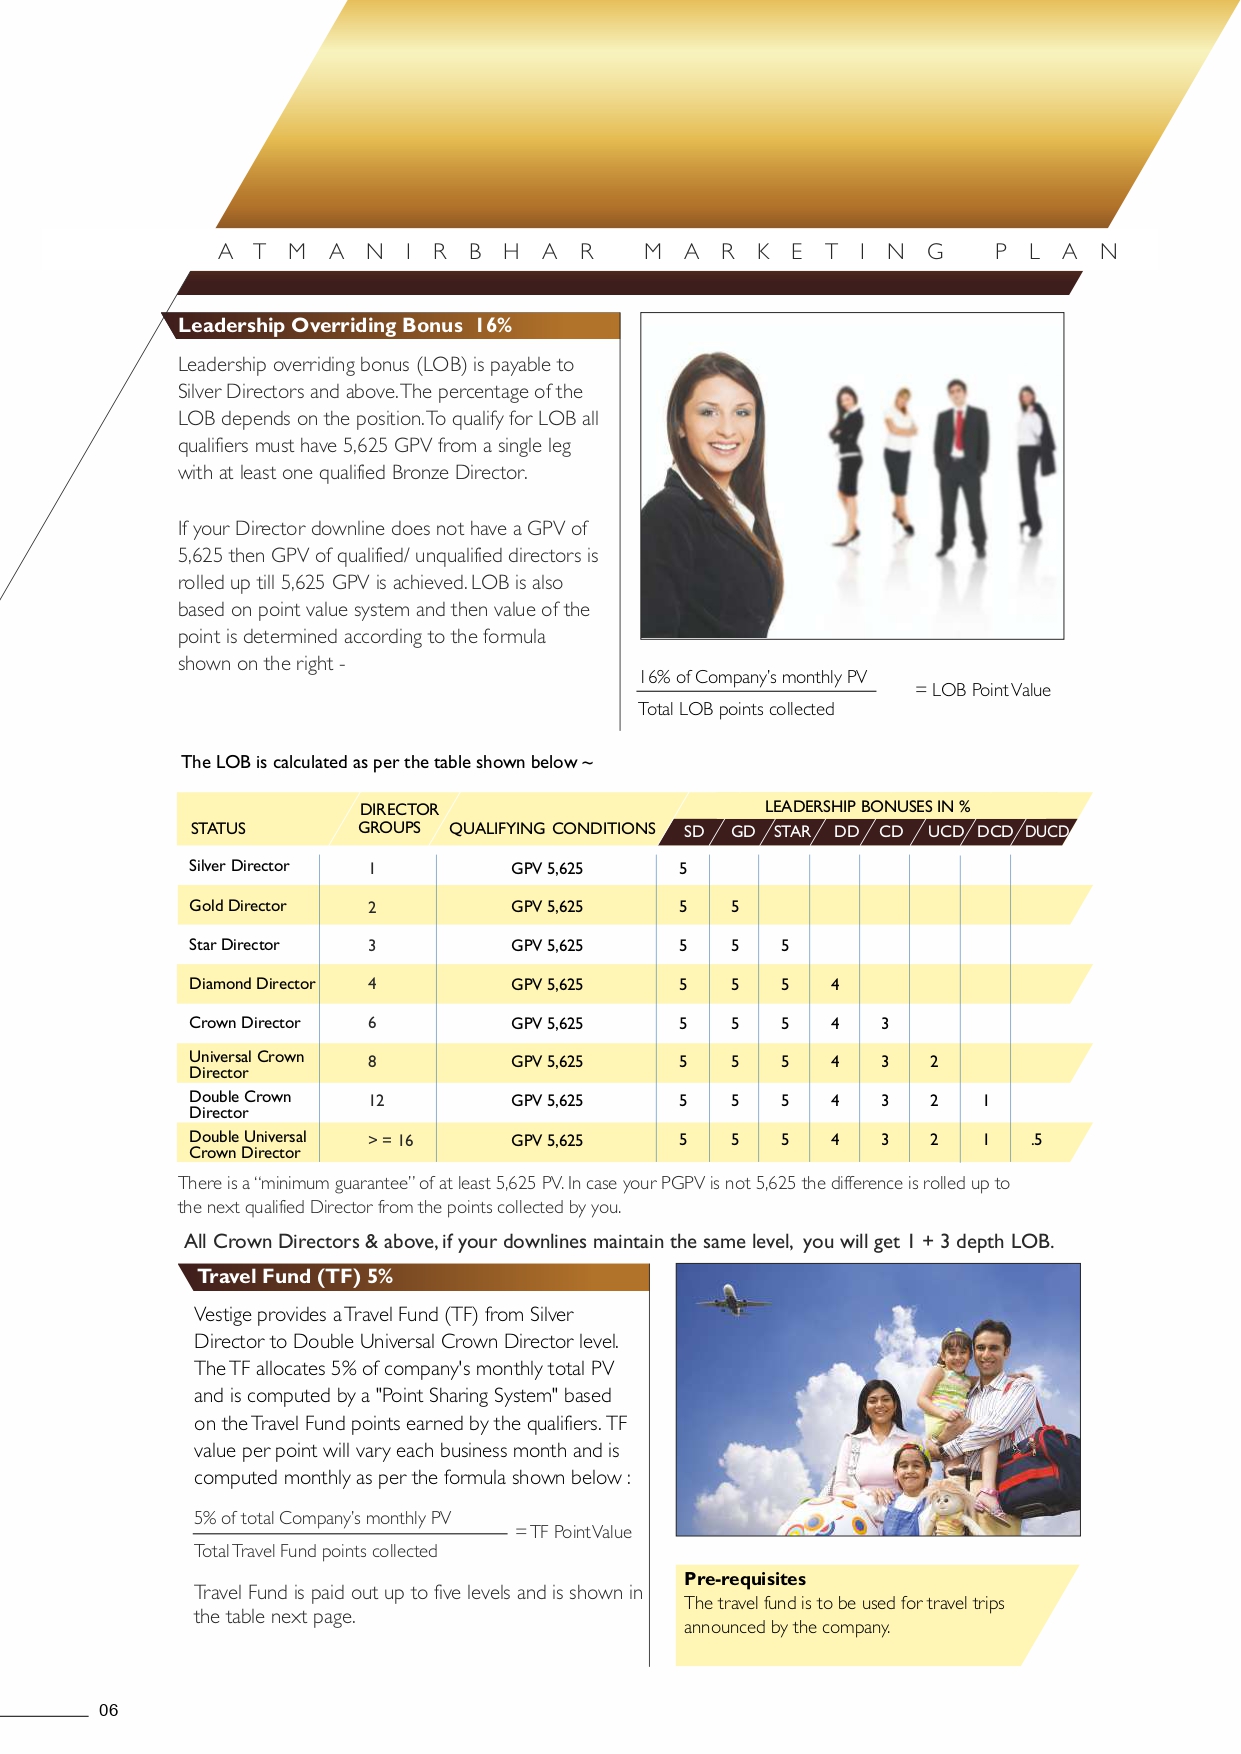 ATMANIRBHAR MARKETING PLAN
Leadership Overriding Bonus 16%
Leadership overriding bonus (LOB) is payable to
Silver Directors and above. The percentage of the
LOB depends on the position. To qualify for LOB all
qualifiers must have 5,625 GPV from a single leg
with at least one qualified Bronze Director.
If your Director downline does not have a GPV of
5,625 then GPV of qualified/ unqualified directors is
rolled up till 5,625 GPV is achieved. LOB is also
based on point value system and then value of the
point is determined according to the formula
shown on the right -
16% of Company's monthly PV
Total LOB points collected
= LOB Point Value
The LOB is calculated as per the table shown below ~
STATUS DIRECTOR GROUPS QUALIFYING CONDITIONS LEADERSHIP BONUSES IN %
SD GD STAR DD CD UCD DCD DUCD
Silver Director 1 GPV 5,625 5
Gold Director 2 GPV 5,625 5 5
Star Director 3 GPV 5,625 5 5 5
Diamond Director 4 GPV 5,625 5 5 5 4
Crown Director 6 GPV 5,625 5 5 5 4 3
Universal Crown Director 8 GPV 5,625 5 5 5 4 3 2
Double Crown Director 12 GPV 5,625 5 5 5 4 3 2 1
Double Universal Crown Director > = 16 GPV 5,625 5 5 5 4 3 2 1 .5
There is a “minimum guarantee” of at least 5,625 PV. In case your PGPV is not 5,625 the difference is rolled up to
the next qualified Director from the points collected by you.
All Crown Directors & above, if your downlines maintain the same level, you will get 1 + 3 depth LOB.
Travel Fund (TF) 5%
Vestige provides a Travel Fund (TF) from Silver
Director to Double Universal Crown Director level.
The TF allocates 5% of company's monthly total PV
and is computed by a "Point Sharing System" based
on the Travel Fund points earned by the qualifiers. TF
value per point will vary each business month and is
computed monthly as per the formula shown below :
5% of total Company's monthly PV
Total Travel Fund points collected
= TF Point Value
Travel Fund is paid out up to five levels and is shown in
the table next page.
Pre-requisites
The travel fund is to be used for travel trips
announced by the company.
06